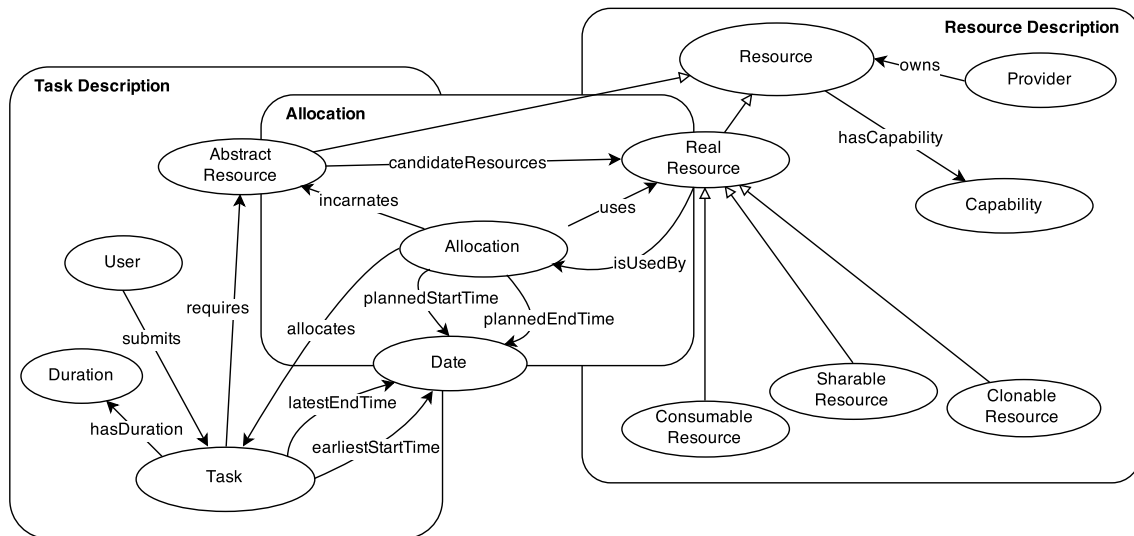 Resource Description
Resource
owns
Provider
Task Description
Allocation
hasCapability
Abstract
Resource
candidateResources
Real
Resource
incarnates
uses
Capability
Allocation
User
isUsedBy
plannedStartTime
requires
plannedEndTime
submits
allocates
Date
Duration
latestEndTime
Sharable
Resource
Clonable
Resource
Consumable
Resource
hasDuration
earliestStartTime
Task